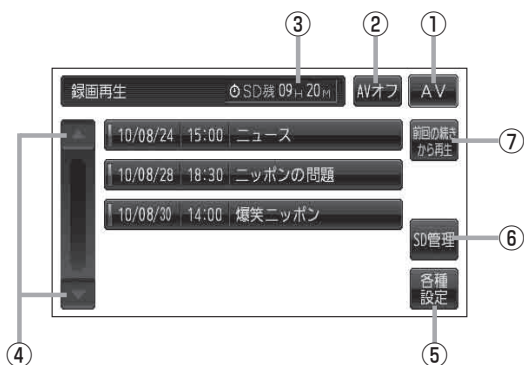 ③ ② ①
録画再生 SD残 09H 20M AVオフ AV
10/08/24 15:00 ニュース
前回の続き
から再生
⑦
10/08/28 18:30 ニッポンの問題
10/08/30 14:00 爆笑ニッポン
SD管理 ⑥
各種
設定
④ ⑤